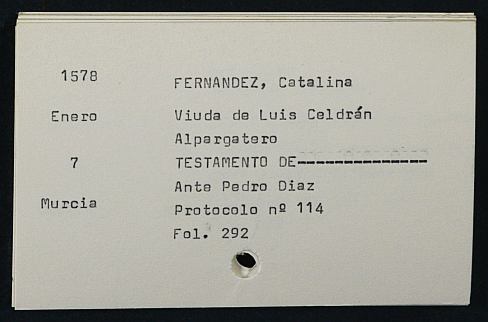 1578
FERNANDEZ, Catalina
Enero
Viuda de Luis Celdrán
Alpargatero
7
TESTAMENTO DE--------------
Ante Pedro Diaz
Murcia
Protocolo nº 114
Fol. 292